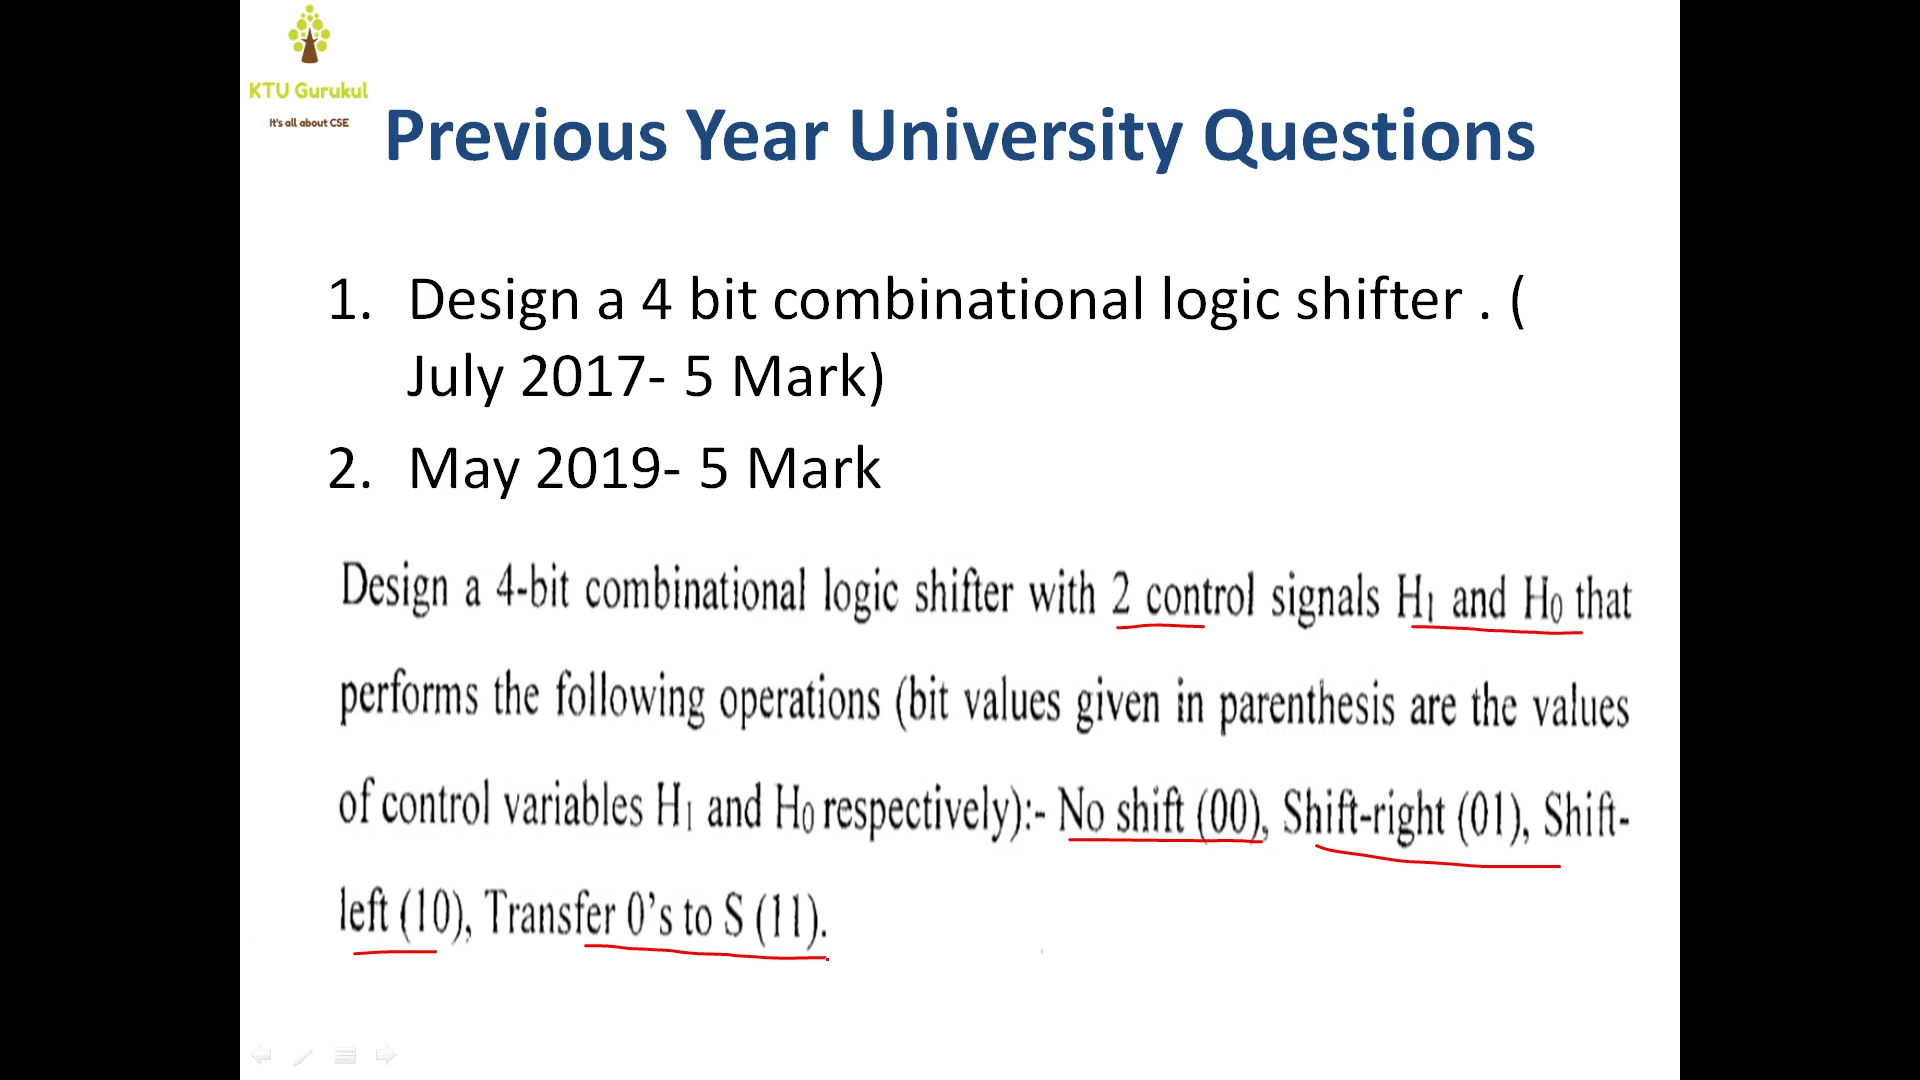 KTU Gurukul
It's all about CSE
Previous Year University Questions
1. Design a 4 bit combinational logic shifter . (
July 2017- 5 Mark)
2. May 2019- 5 Mark
Design a 4-bit combinational logic shifter with 2 control signals H1 and H0 that
performs the following operations (bit values given in parenthesis are the values
of control variables H1 and H0 respectively):- No shift (00), Shift-right (01), Shift-
left (10), Transfer 0's to S (11).